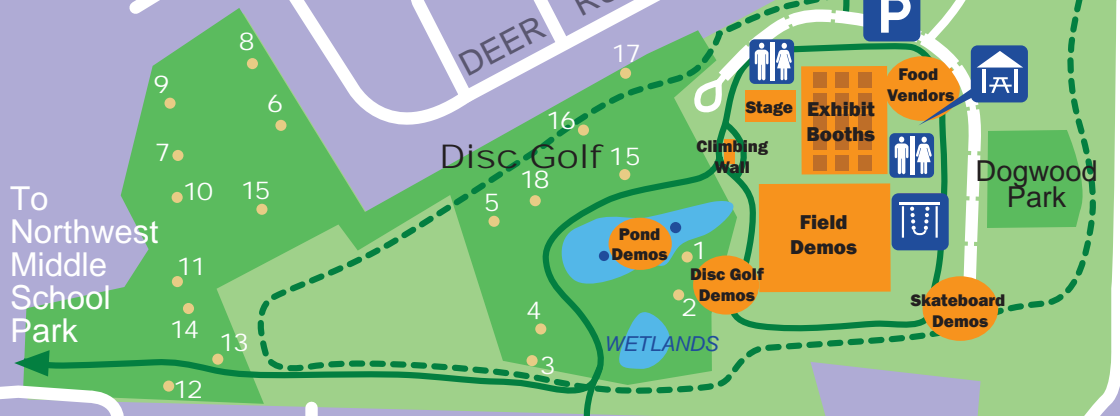 DEER
P
8
17
9
6
Food
Vendors
Stage
Exhibit
Booths
16
Disc Golf
Climbing
Wall
7
15
18
Dogwood
Park
10
15
5
To
Northwest
Middle
School
Park
Pond
Demos
Field
Demos
1
11
Disc Golf
Demos
2
Skateboard
Demos
4
14
13
WETLANDS
3
12